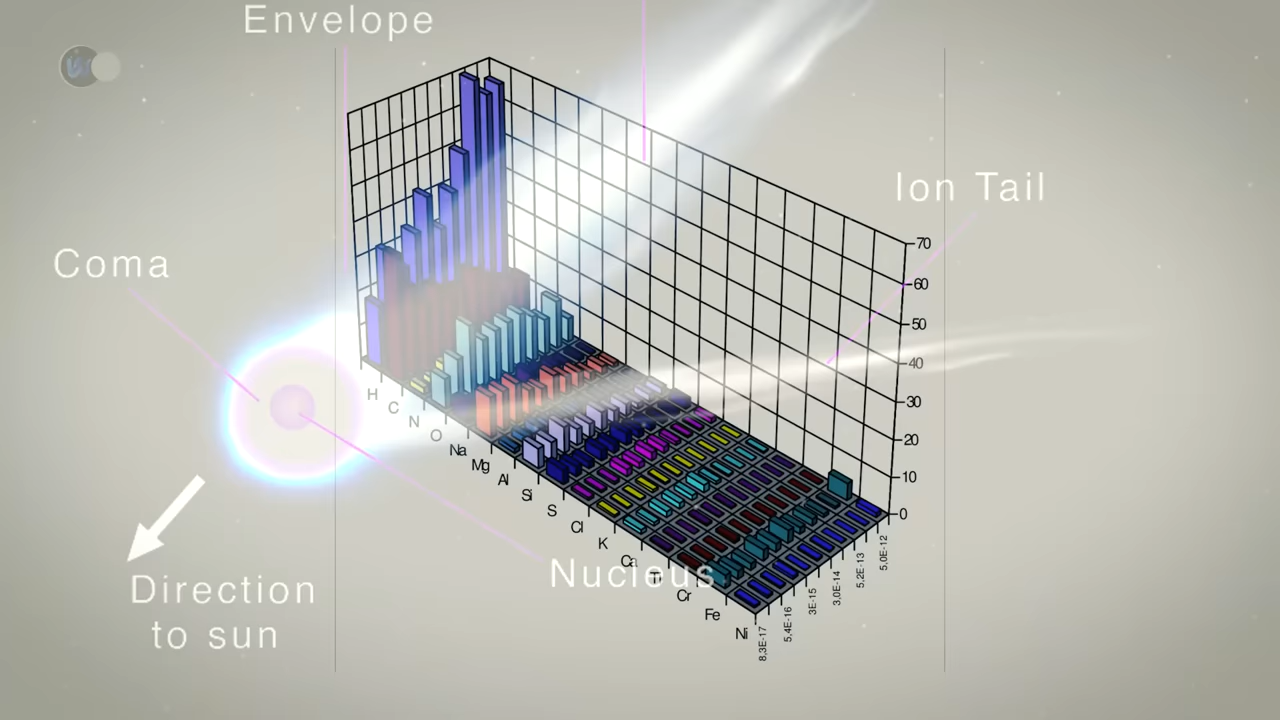 Envelope
Ion Tail
Coma
70
60
50
40
30
20
10
0
H
C
N
O
Na
Mg
Al
Si
S
Cl
K
Ca
Cr
Fe
Ni
8,3E-17
5,4E-16
3E-15
3,0E-14
5,2E-13
5,0E-12
Nucleus
Direction
to sun